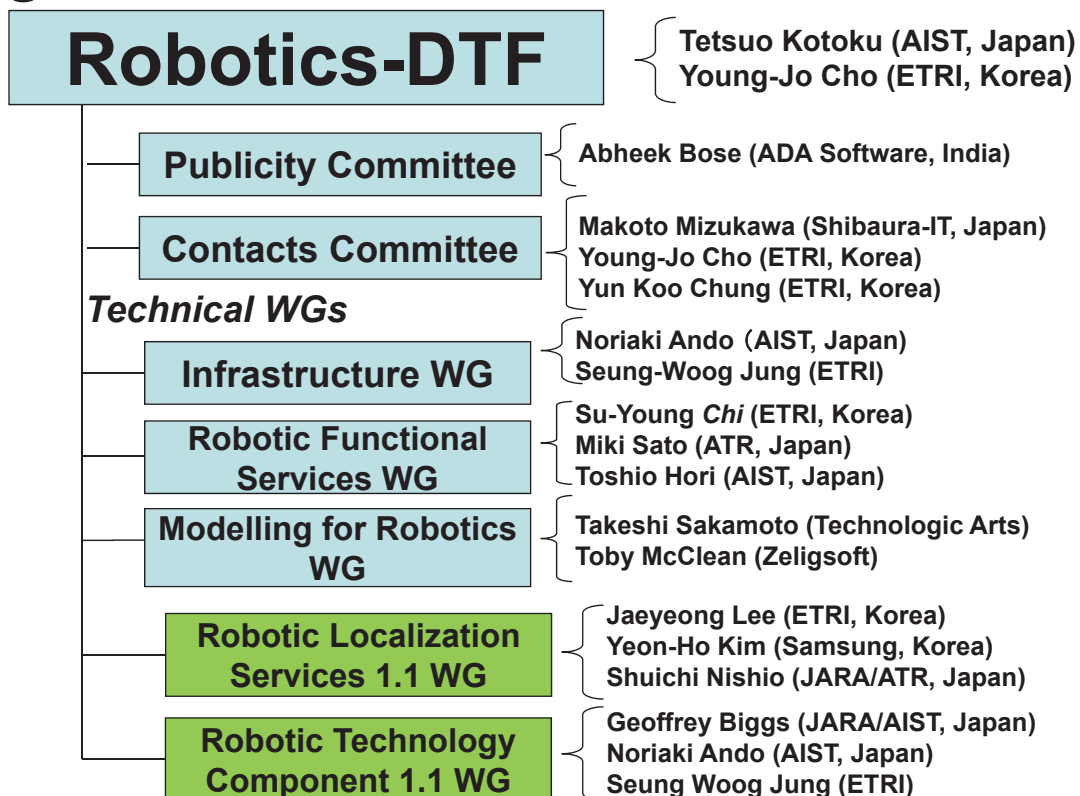 Robotics-DTF
Tetsuo Kotoku (AIST, Japan)
Young-Jo Cho (ETRI, Korea)
Publicity Committee
Abheek Bose (ADA Software, India)
Contacts Committee
Makoto Mizukawa (Shibaura-IT, Japan)
Young-Jo Cho (ETRI, Korea)
Yun Koo Chung (ETRI, Korea)
Technical WGs
Infrastructure WG
Noriaki Ando（AIST, Japan)
Seung-Woog Jung (ETRI)
Robotic Functional
Services WG
Su-Young Chi (ETRI, Korea)
Miki Sato (ATR, Japan)
Toshio Hori (AIST, Japan)
Modelling for Robotics
WG
Takeshi Sakamoto (Technologic Arts)
Toby McClean (Zeligsoft)
Robotic Localization
Services 1.1 WG
Jaeyeong Lee (ETRI, Korea)
Yeon-Ho Kim (Samsung, Korea)
Shuichi Nishio (JARA/ATR, Japan)
Robotic Technology
Component 1.1 WG
Geoffrey Biggs (JARA/AIST, Japan)
Noriaki Ando (AIST, Japan)
Seung Woog Jung (ETRI)